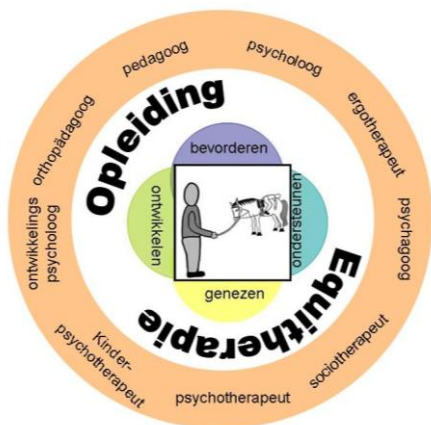 pedagoog
psycholoog
ergotherapeut
psychagoog
sociotherapeut
psychotherapeut
Kinder-
psychotherapeut
ontwikkelings
psycholoog
orthopädagoog
Opleiding
Equitherapie
bevorderen
ondersteunen
genezen
ontwikkelen